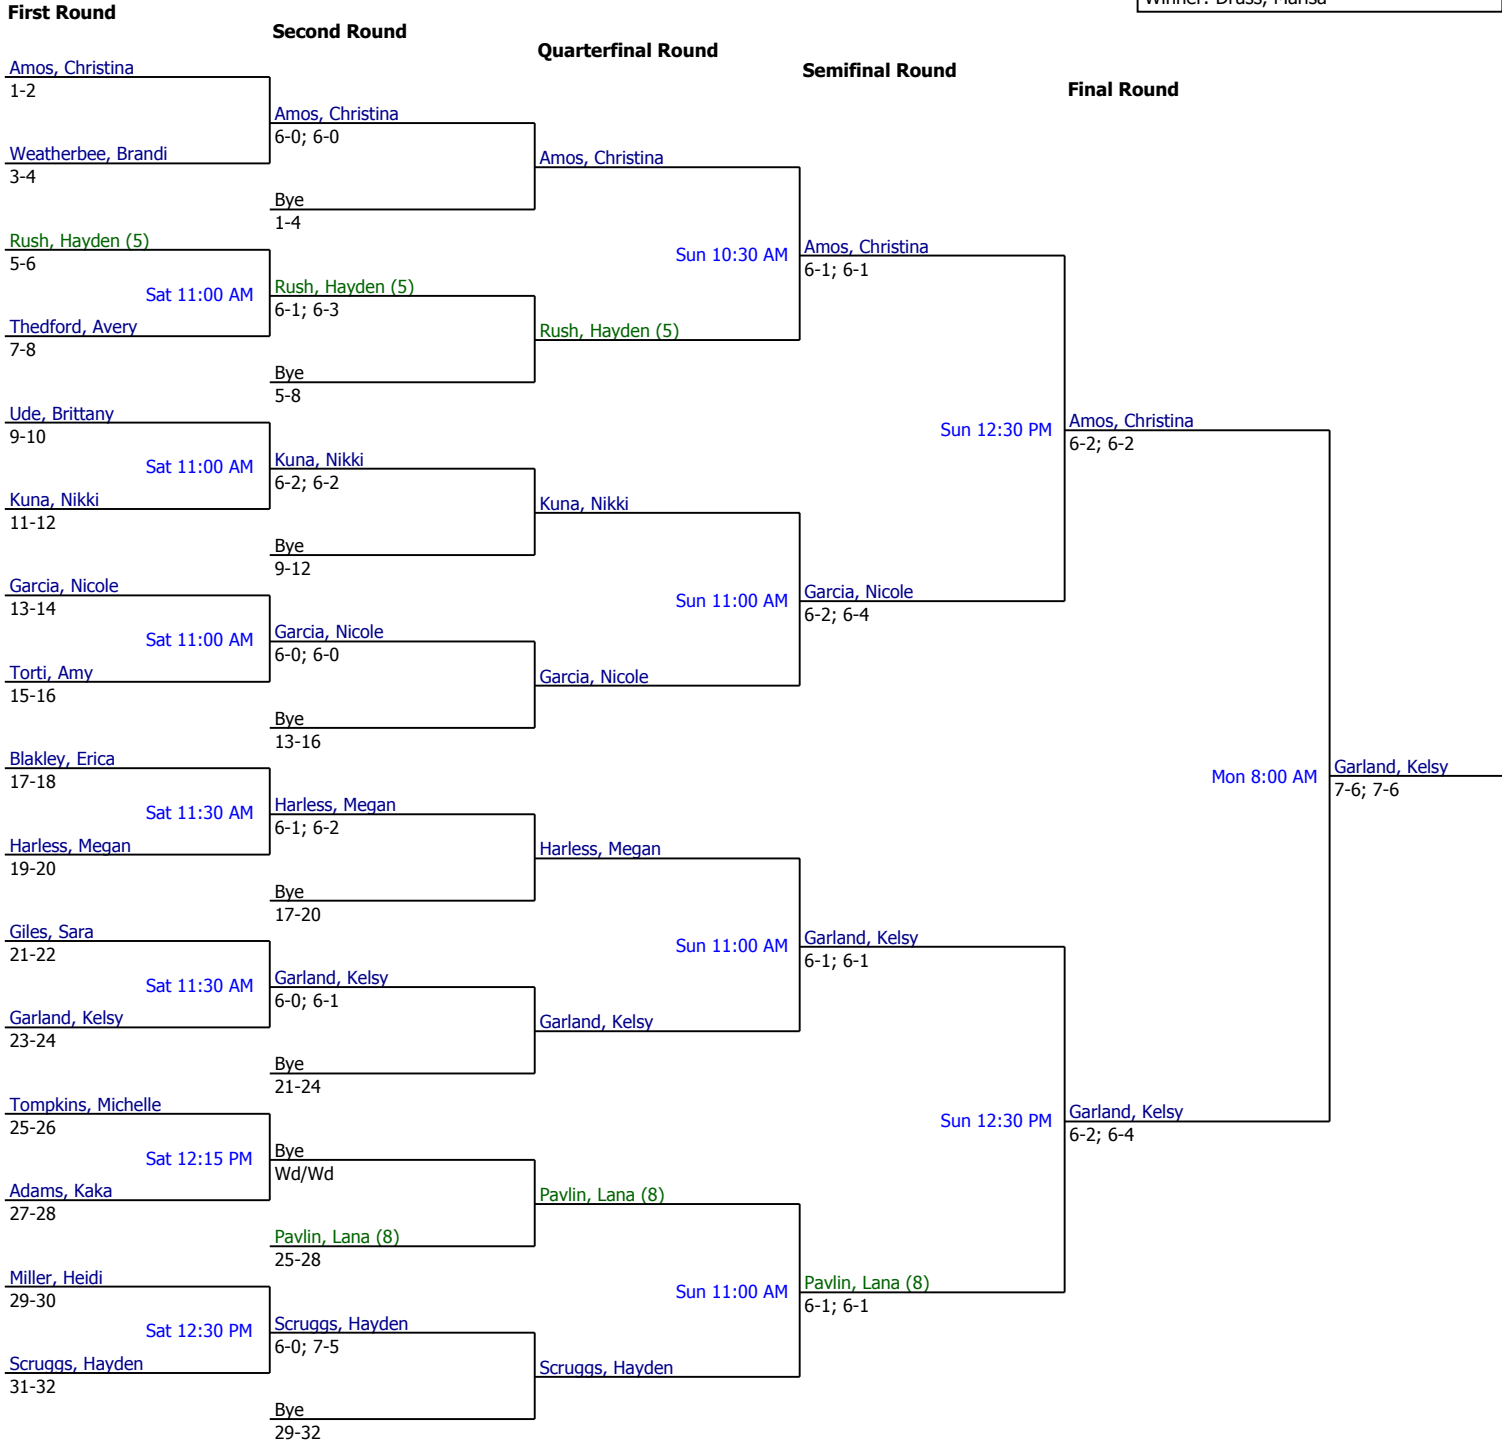 Winner: Druss, Marisa
First Round
Second Round
Quarterfinal Round
Semifinal Round
Final Round
Amos, Christina
1-2
Weatherbee, Brandi
3-4
Rush, Hayden (5)
5-6
Sat 11:00 AM
Thedford, Avery
7-8
Ude, Brittany
9-10
Sat 11:00 AM
Kuna, Nikki
11-12
Garcia, Nicole
13-14
Sat 11:00 AM
Torti, Amy
15-16
Blakley, Erica
17-18
Sat 11:30 AM
Harless, Megan
19-20
Giles, Sara
21-22
Sat 11:30 AM
Garland, Kelsy
23-24
Tompkins, Michelle
25-26
Sat 12:15 PM
Adams, Kaka
27-28
Miller, Heidi
29-30
Sat 12:30 PM
Scruggs, Hayden
31-32
Amos, Christina
6-0; 6-0
Bye
1-4
Rush, Hayden (5)
6-1; 6-3
Bye
5-8
Kuna, Nikki
6-2; 6-2
Bye
9-12
Garcia, Nicole
6-0; 6-0
Bye
13-16
Harless, Megan
6-1; 6-2
Bye
17-20
Garland, Kelsy
6-0; 6-1
Bye
21-24
Bye
Wd/Wd
Pavlin, Lana (8)
25-28
Scruggs, Hayden
6-0; 7-5
Bye
29-32
Amos, Christina
Sun 10:30 AM
Rush, Hayden (5)
Kuna, Nikki
Sun 11:00 AM
Garcia, Nicole
Harless, Megan
Sun 11:00 AM
Garland, Kelsy
Pavlin, Lana (8)
Sun 11:00 AM
Scruggs, Hayden
Amos, Christina
6-1; 6-1
Sun 12:30 PM
Garcia, Nicole
6-2; 6-4
Garland, Kelsy
6-1; 6-1
Sun 12:30 PM
Pavlin, Lana (8)
6-1; 6-1
Amos, Christina
6-2; 6-2
Mon 8:00 AM
Garland, Kelsy
6-2; 6-4
Garland, Kelsy
7-6; 7-6